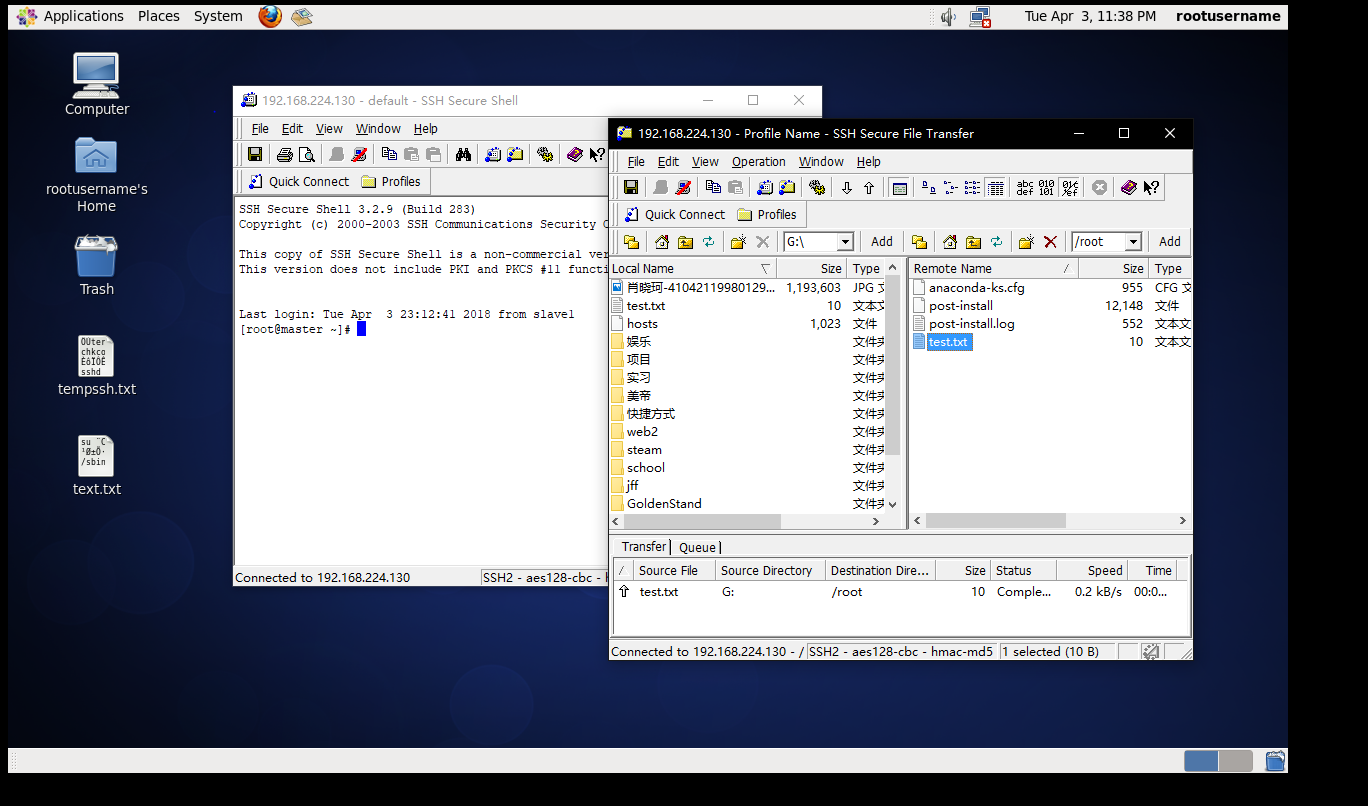 Applications Places System Tue Apr 3, 11:38 PM rootusername
Computer
rootusername's
Home
Trash
OUter
chkco
ÉôÏÖÊ
sshd
tempssh.txt
/sbin
text.txt
192.168.224.130 - default - SSH Secure Shell
File Edit View Window Help
Quick Connect Profiles
SSH Secure Shell 3.2.9 (Build 283)
Copyright (c) 2000-2003 SSH Communications Security
This copy of SSH Secure Shell is a non-commercial
This version does not include PKI and PKCS #11
Last login: Tue Apr 3 23:12:41 2018 from slave1
[root@master ~]#
Connected to 192.168.224.130 SSH2 - aes128-cbc -
192.168.224.130 - Profile Name - SSH Secure File Transfer
File Edit View Operation Window Help
abc def 010 101
Quick Connect Profiles
G:\ Add /root Add
Local Name Size Type
肖晓珂-41042119980129... 1,193,603 JPG 文
test.txt 10 文本文
hosts 1,023 文件
娱乐 文件夹
项目 文件夹
实习 文件夹
美帝 文件夹
快捷方式 文件夹
web2 文件夹
steam 文件夹
school 文件夹
jff 文件夹
GoldenStand 文件夹
Remote Name Size Type
anaconda-ks.cfg 955 CFG 文
post-install 12,148 文件
post-install.log 552 文本文
test.txt 10 文本文
Transfer Queue
/ Source File Source Directory Destination Dire... Size Status Speed Time
test.txt G: /root 10 Comple... 0.2 kB/s 00:0...
Connected to 192.168.224.130 - / SSH2 - aes128-cbc - hmac-md5 1 selected (10 B)